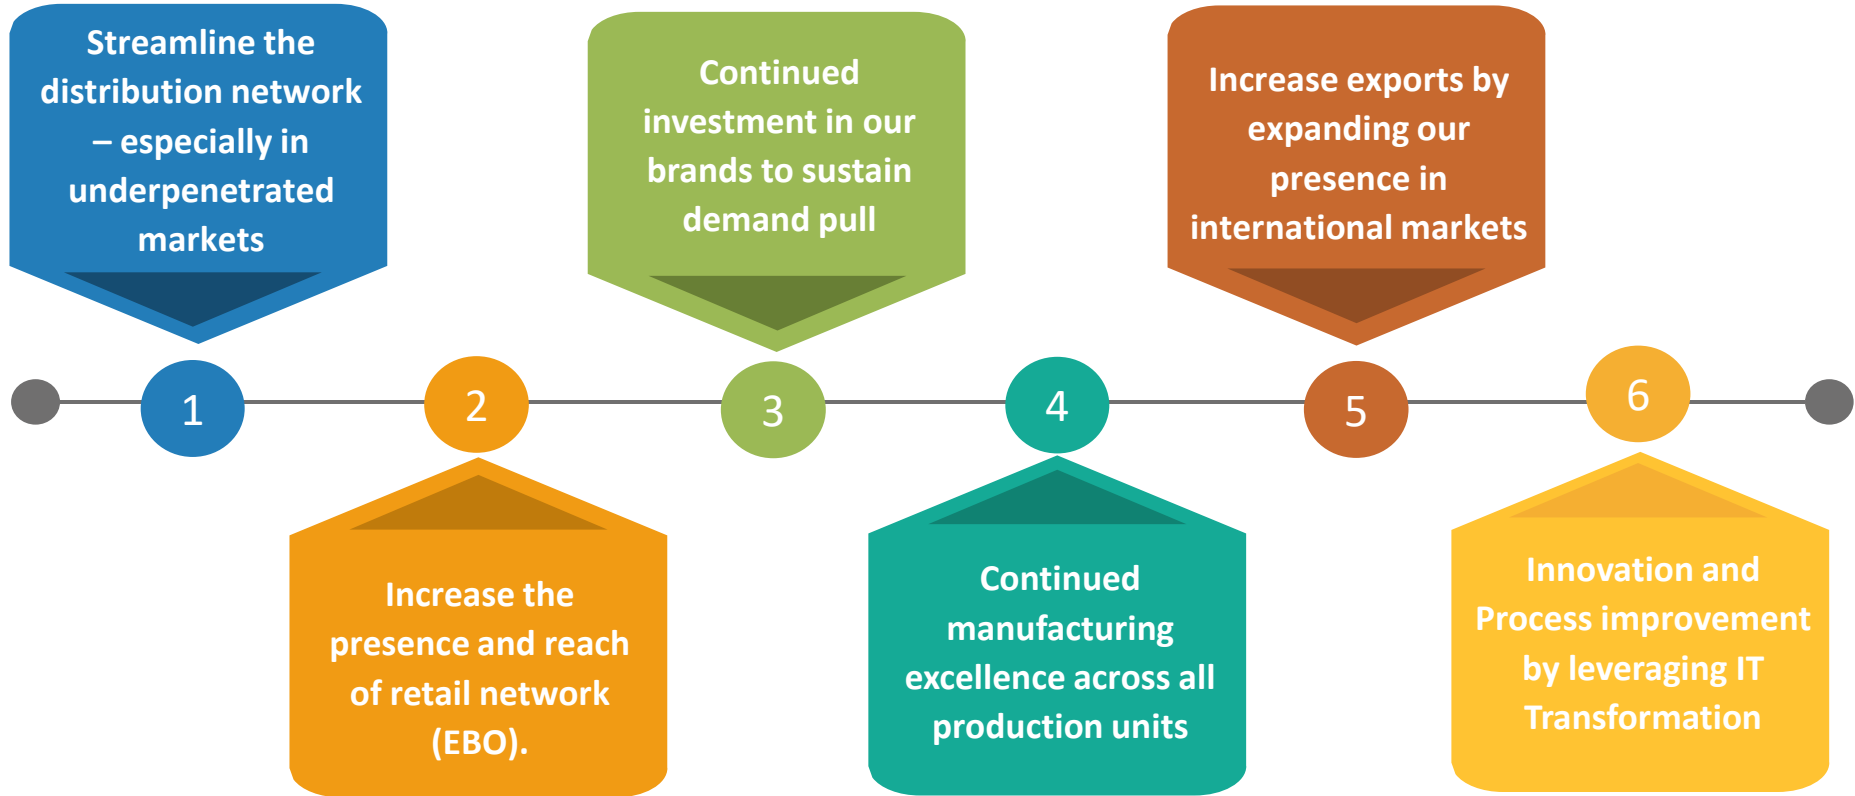 Streamline the
distribution network
– especially in
underpenetrated
markets
Continued
investment in our
brands to sustain
demand pull
Increase exports by
expanding our
presence in
international markets
1
2
3
4
5
6
Increase the
presence and reach
of retail network
(EBO).
Continued
manufacturing
excellence across all
production units
Innovation and
Process improvement
by leveraging IT
Transformation